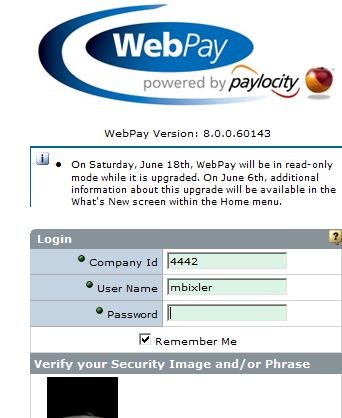 WebPay
powered by paylocity
WebPay Version: 8.0.0.60143
i
• On Saturday, June 18th, WebPay will be in read-only
mode while it is upgraded. On June 6th, additional
information about this upgrade will be available in the
What's New screen within the Home menu.
Login ?
Company Id 4442
User Name mbixler
Password
Remember Me
Verify your Security Image and/or Phrase